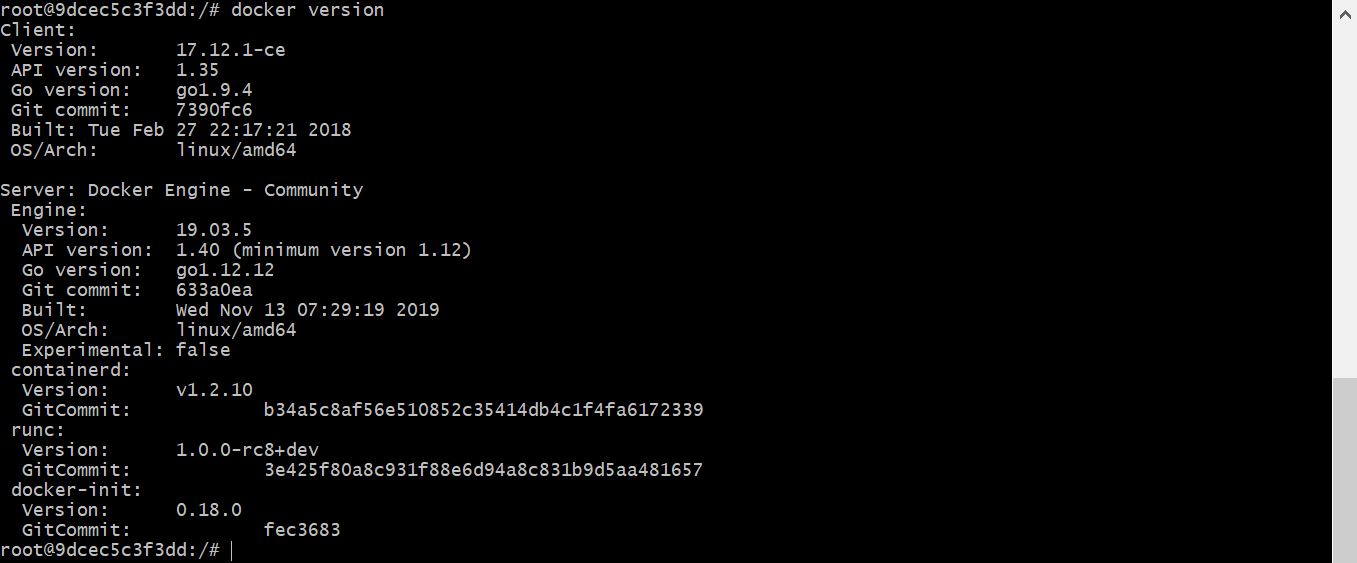 root@9dcec5c3f3dd:/# docker version
Client:
 Version:       17.12.1-ce
 API version:   1.35
 Go version:    go1.9.4
 Git commit:    7390fc6
 Built: Tue Feb 27 22:17:21 2018
 OS/Arch:       linux/amd64

Server: Docker Engine - Community
 Engine:
  Version:      19.03.5
  API version:  1.40 (minimum version 1.12)
  Go version:   go1.12.12
  Git commit:   633a0ea
  Built:        Wed Nov 13 07:29:19 2019
  OS/Arch:      linux/amd64
  Experimental: false
 containerd:
  Version:      v1.2.10
  GitCommit:            b34a5c8af56e510852c35414db4c1f4fa6172339
 runc:
  Version:      1.0.0-rc8+dev
  GitCommit:            3e425f80a8c931f88e6d94a8c831b9d5aa481657
 docker-init:
  Version:      0.18.0
  GitCommit:            fec3683
root@9dcec5c3f3dd:/#